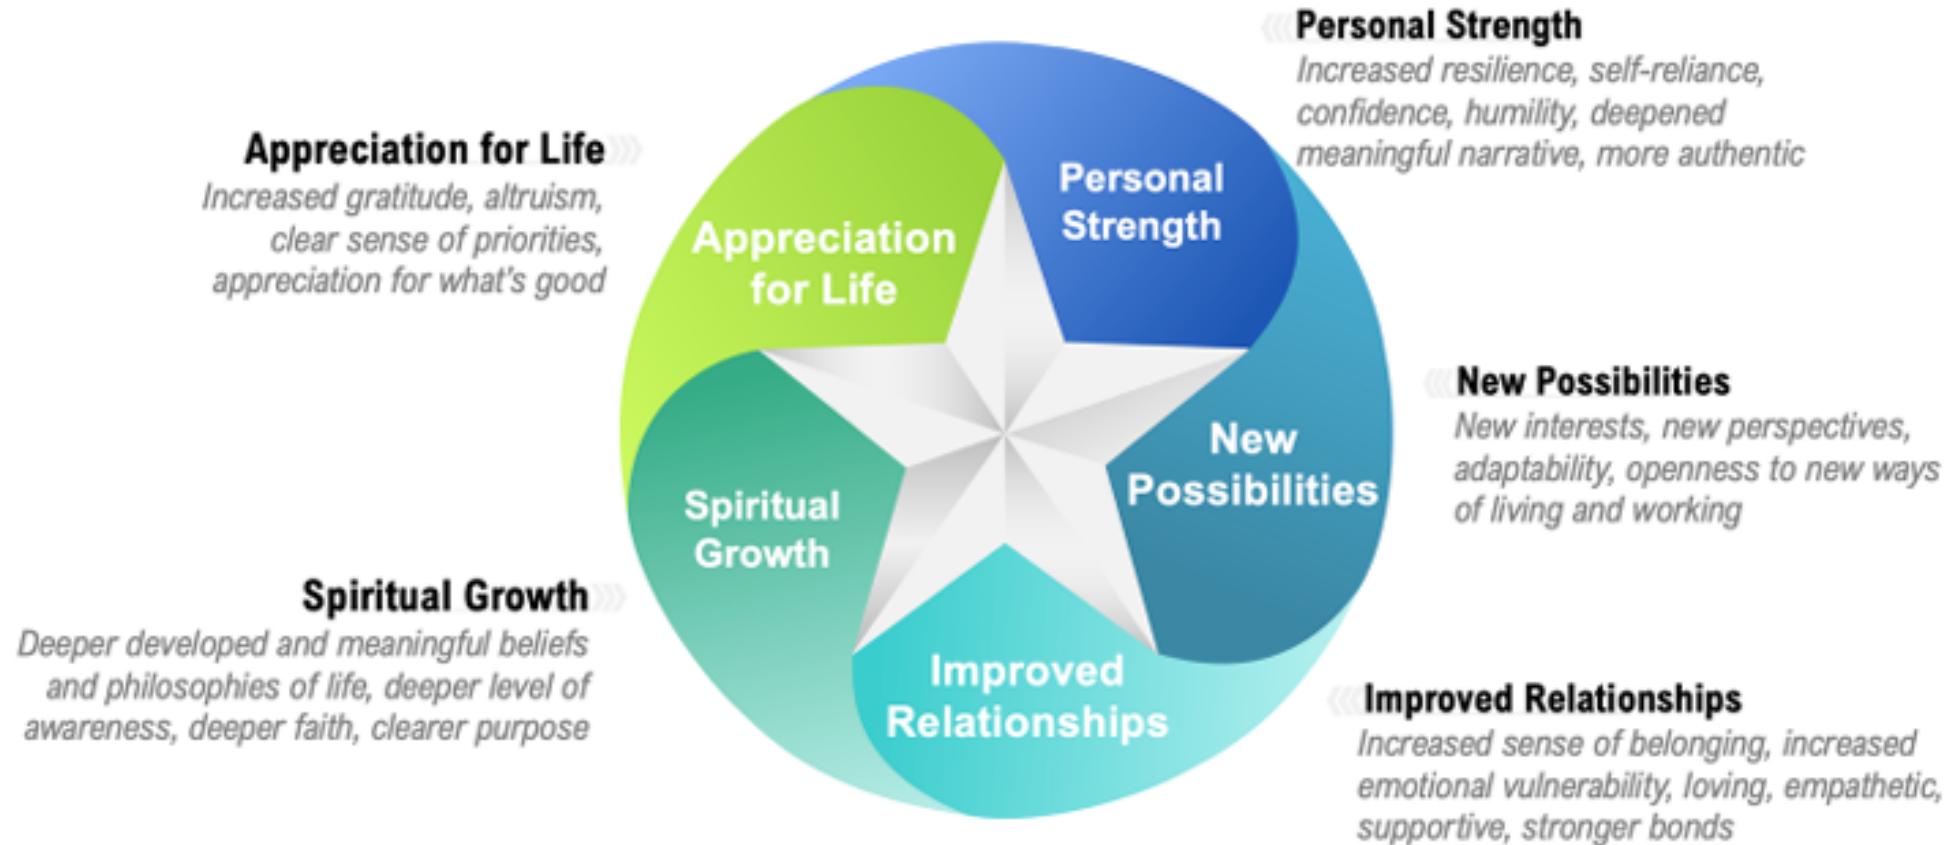 Personal Strength
Increased resilience, self-reliance,
confidence, humility, deepened
meaningful narrative, more authentic
Appreciation for Life
Increased gratitude, altruism,
clear sense of priorities,
appreciation for what's good
Personal
Strength
Appreciation
for Life
New Possibilities
New interests, new perspectives,
adaptability, openness to new ways
of living and working
New
Possibilities
Spiritual
Growth
Spiritual Growth
Deeper developed and meaningful beliefs
and philosophies of life, deeper level of
awareness, deeper faith, clearer purpose
Improved
Relationships
Improved Relationships
Increased sense of belonging, increased
emotional vulnerability, loving, empathetic,
supportive, stronger bonds